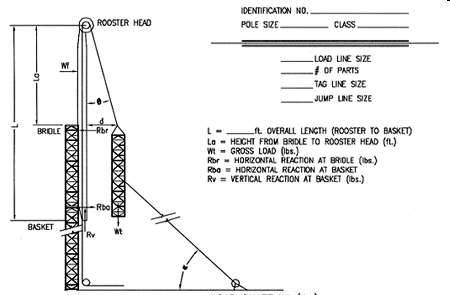 IDENTIFICATION NO.
POLE SIZE CLASS
ROOSTER HEAD
LOAD LINE SIZE
# OF PARTS
TAG LINE SIZE
JUMP LINE SIZE
Wf
La
θ
L
d
BRIDLE
Rbr
L = ft. OVERALL LENGTH (ROOSTER TO BASKET)
La = HEIGHT FROM BRIDLE TO ROOSTER HEAD (ft.)
Wt = GROSS LOAD (lbs.)
Rbr = HORIZONTAL REACTION AT BRIDLE (lbs.)
Rba = HORIZONTAL REACTION AT BASKET
Rv = VERTICAL REACTION AT BASKET (lbs.)
Rba
BASKET
Rv
Wt